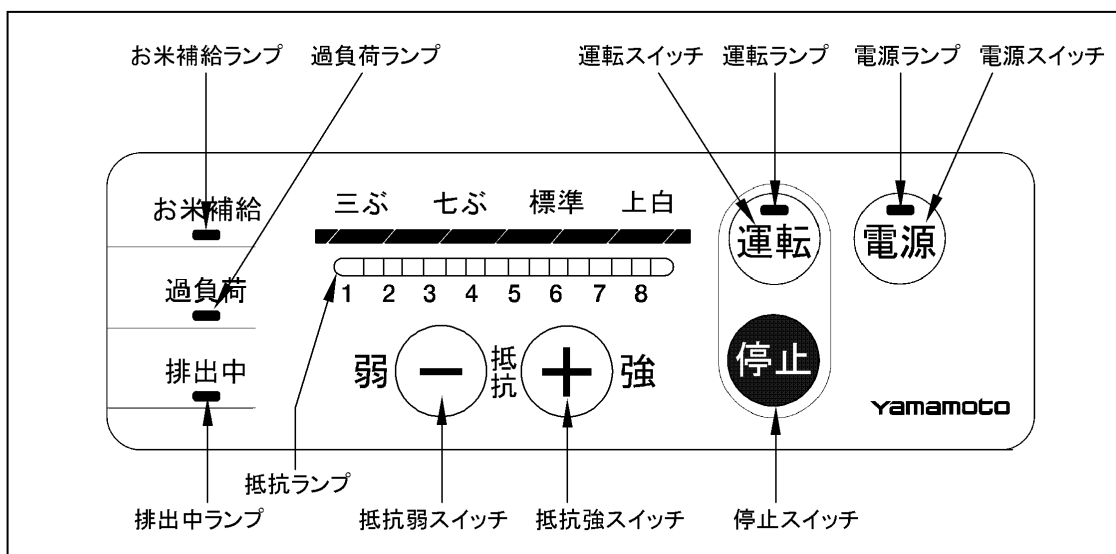 お米補給ランプ 過負荷ランプ 運転スイッチ 運転ランプ 電源ランプ 電源スイッチ
お米補給 三ぶ 七ぶ 標準 上白
運転 電源
過負荷 1 2 3 4 5 6 7 8
排出中 弱 − 抵抗 + 強 停止
Yamamoto
抵抗ランプ
排出中ランプ 抵抗弱スイッチ 抵抗強スイッチ 停止スイッチ